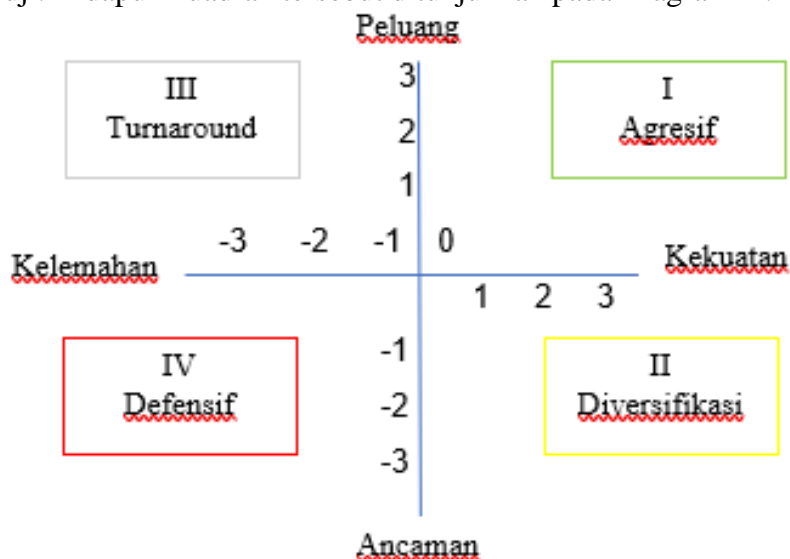 Peluang
III
Turnaround
3
2
1
I
Agresif
-3 -2 -1 0
Kelemahan
Kekuatan
1 2 3
IV
Defensif
-1
-2
-3
II
Diversifikasi
Ancaman